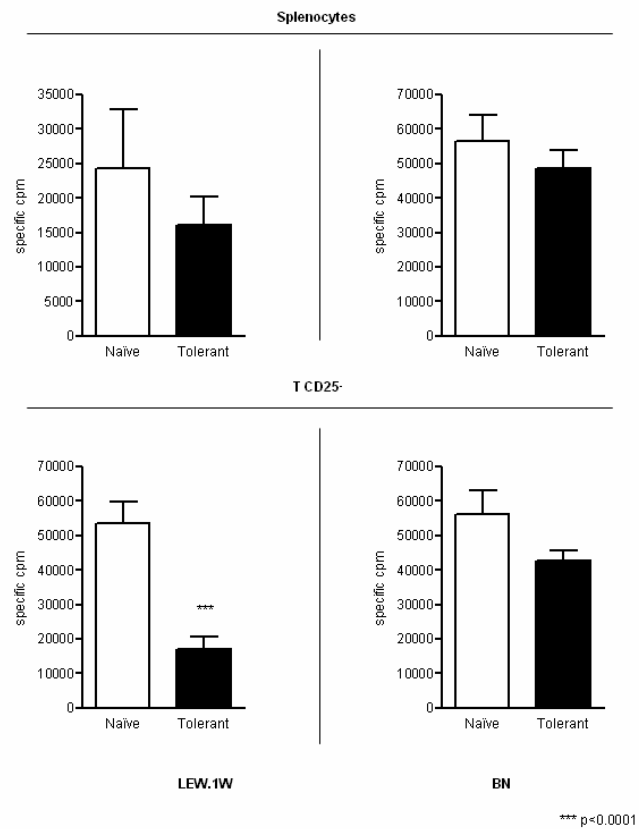 Splenocytes
specific cpm
35000
30000
25000
20000
15000
10000
5000
0
Naïve Tolerant
specific cpm
70000
60000
50000
40000
30000
20000
10000
0
Naïve Tolerant
T CD25-
specific cpm
70000
60000
50000
40000
30000
20000
10000
0
***
Naïve Tolerant
specific cpm
70000
60000
50000
40000
30000
20000
10000
0
Naïve Tolerant
LEW.1W
BN
*** p<0.0001